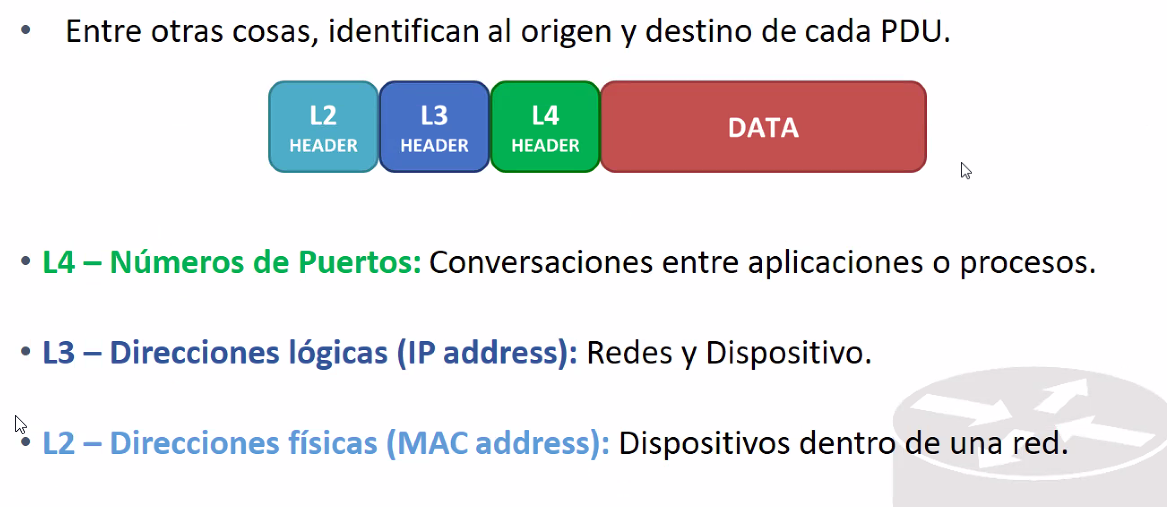 • Entre otras cosas, identifican al origen y destino de cada PDU.
L2 HEADER
L3 HEADER
L4 HEADER
DATA
• L4 – Números de Puertos: Conversaciones entre aplicaciones o procesos.
• L3 – Direcciones lógicas (IP address): Redes y Dispositivo.
• L2 – Direcciones físicas (MAC address): Dispositivos dentro de una red.